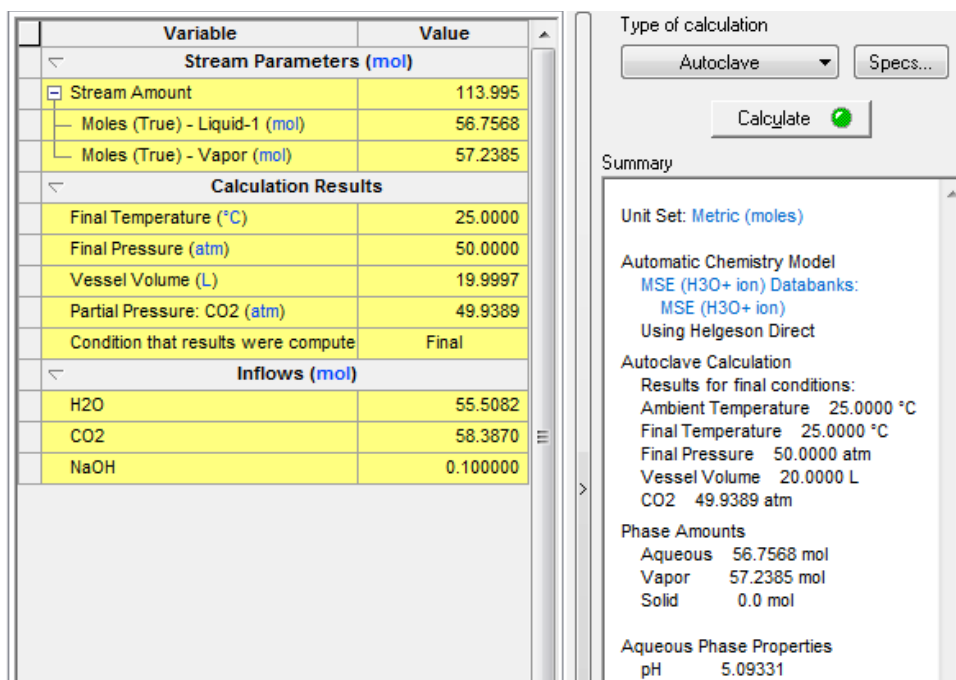 Variable Value
Stream Parameters (mol)
Stream Amount 113.995
Moles (True) - Liquid-1 (mol) 56.7568
Moles (True) - Vapor (mol) 57.2385
Calculation Results
Final Temperature (°C) 25.0000
Final Pressure (atm) 50.0000
Vessel Volume (L) 19.9997
Partial Pressure: CO2 (atm) 49.9389
Condition that results were compute Final
Inflows (mol)
H2O 55.5082
CO2 58.3870
NaOH 0.100000
Type of calculation
Autoclave Specs...
Calculate
Summary
Unit Set: Metric (moles)
Automatic Chemistry Model
MSE (H3O+ ion) Databanks:
MSE (H3O+ ion)
Using Helgeson Direct
Autoclave Calculation
Results for final conditions:
Ambient Temperature 25.0000 °C
Final Temperature 25.0000 °C
Final Pressure 50.0000 atm
Vessel Volume 20.0000 L
CO2 49.9389 atm
Phase Amounts
Aqueous 56.7568 mol
Vapor 57.2385 mol
Solid 0.0 mol
Aqueous Phase Properties
pH 5.09331